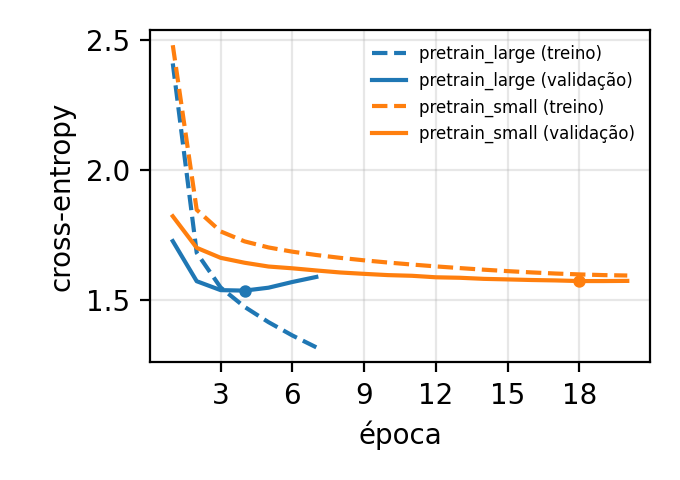 2.5
2.0
1.5
cross-entropy
pretrain_large (treino)
pretrain_large (validação)
pretrain_small (treino)
pretrain_small (validação)
3 6 9 12 15 18
época